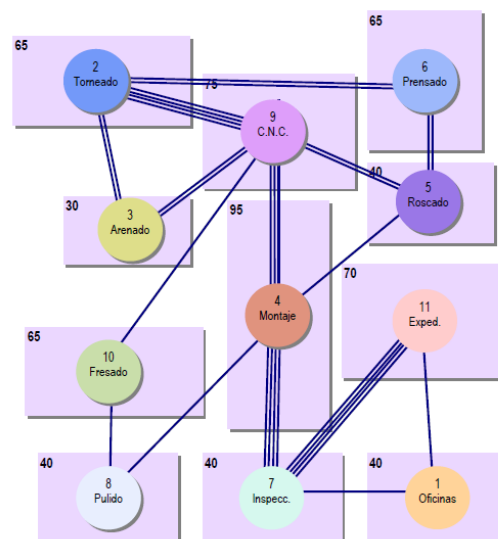 65
2
Torneado
65
6
Prensado
75
9
C.N.C.
30
3
Arenado
40
5
Roscado
95
4
Montaje
70
11
Exped.
65
10
Fresado
40
8
Pulido
40
7
Inspecc.
40
1
Oficinas